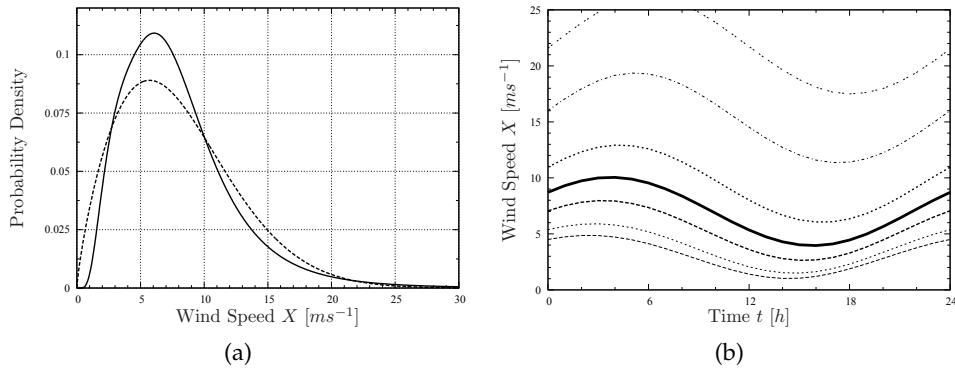 0.1
0.075
0.05
0.025
0
0 5 10 15 20 25 30
Probability Density
Wind Speed X [ms⁻¹]
(a)
25
20
15
10
5
0
0 6 12 18 24
Wind Speed X [ms⁻¹]
Time t [h]
(b)